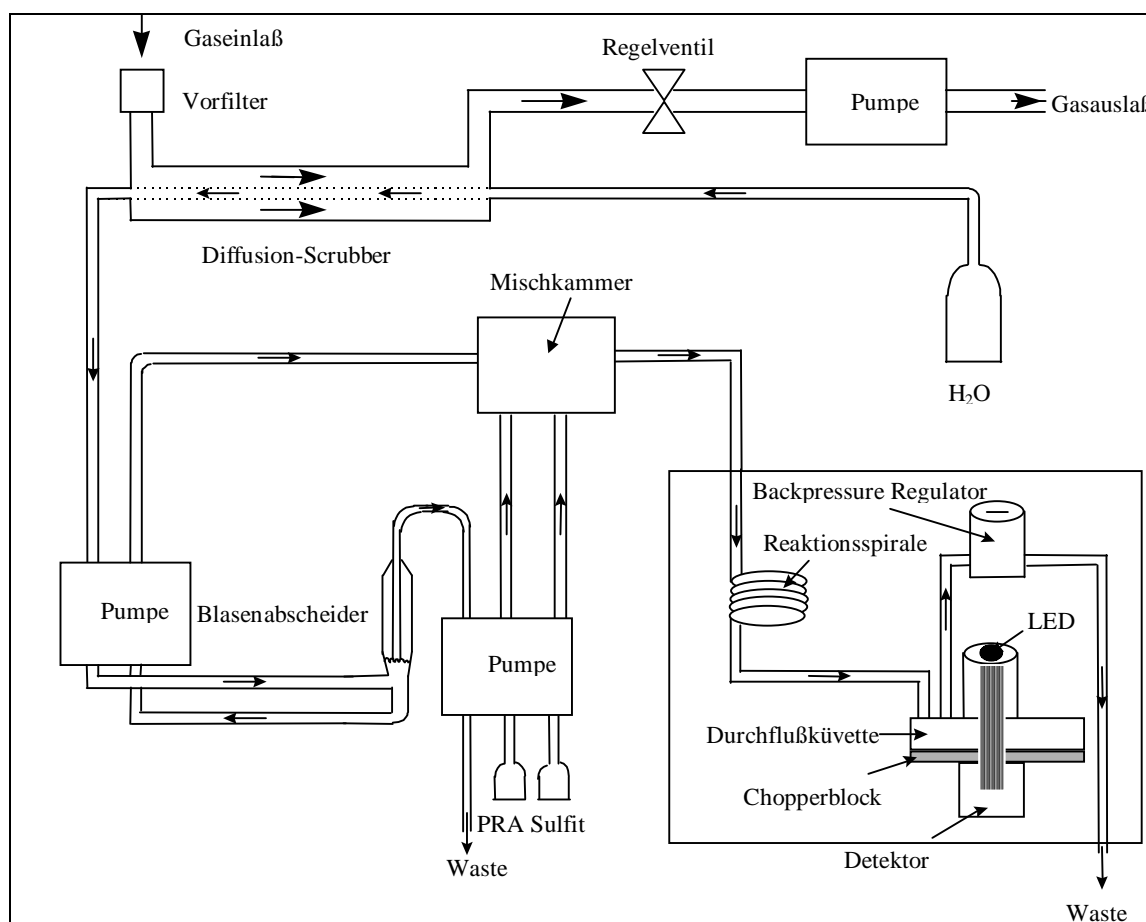 Gaseinlaß
Regelventil
Vorfilter
Pumpe
Gasauslaß
Diffusion-Scrubber
Mischkammer
H₂O
Backpressure Regulator
Reaktionsspirale
Pumpe
Blasenabscheider
LED
Pumpe
Durchflußküvette
Chopperblock
PRA Sulfit
Detektor
Waste
Waste